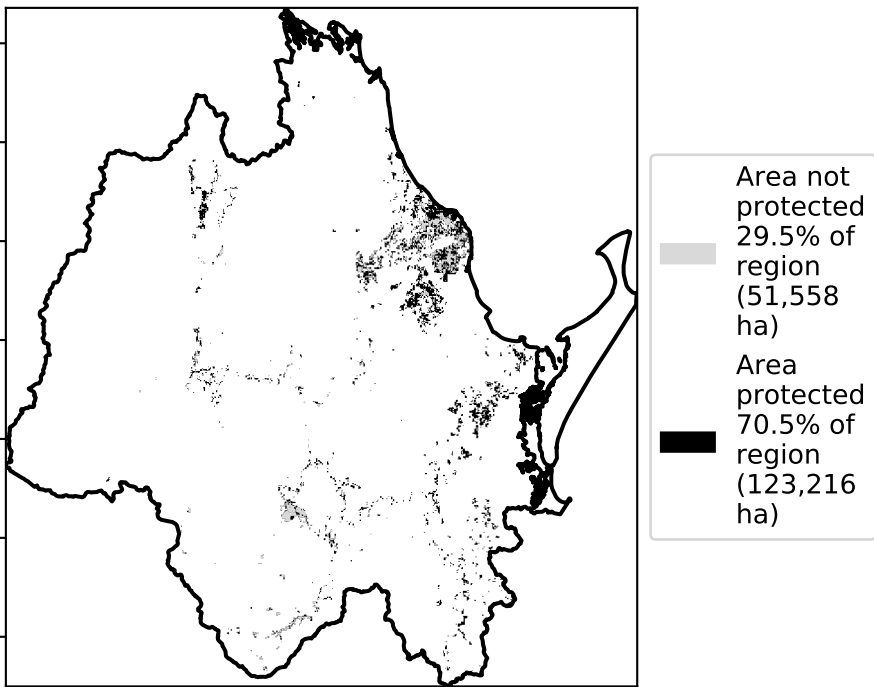 Area not
protected
29.5% of
region
(51,558
ha)
Area
protected
70.5% of
region
(123,216
ha)